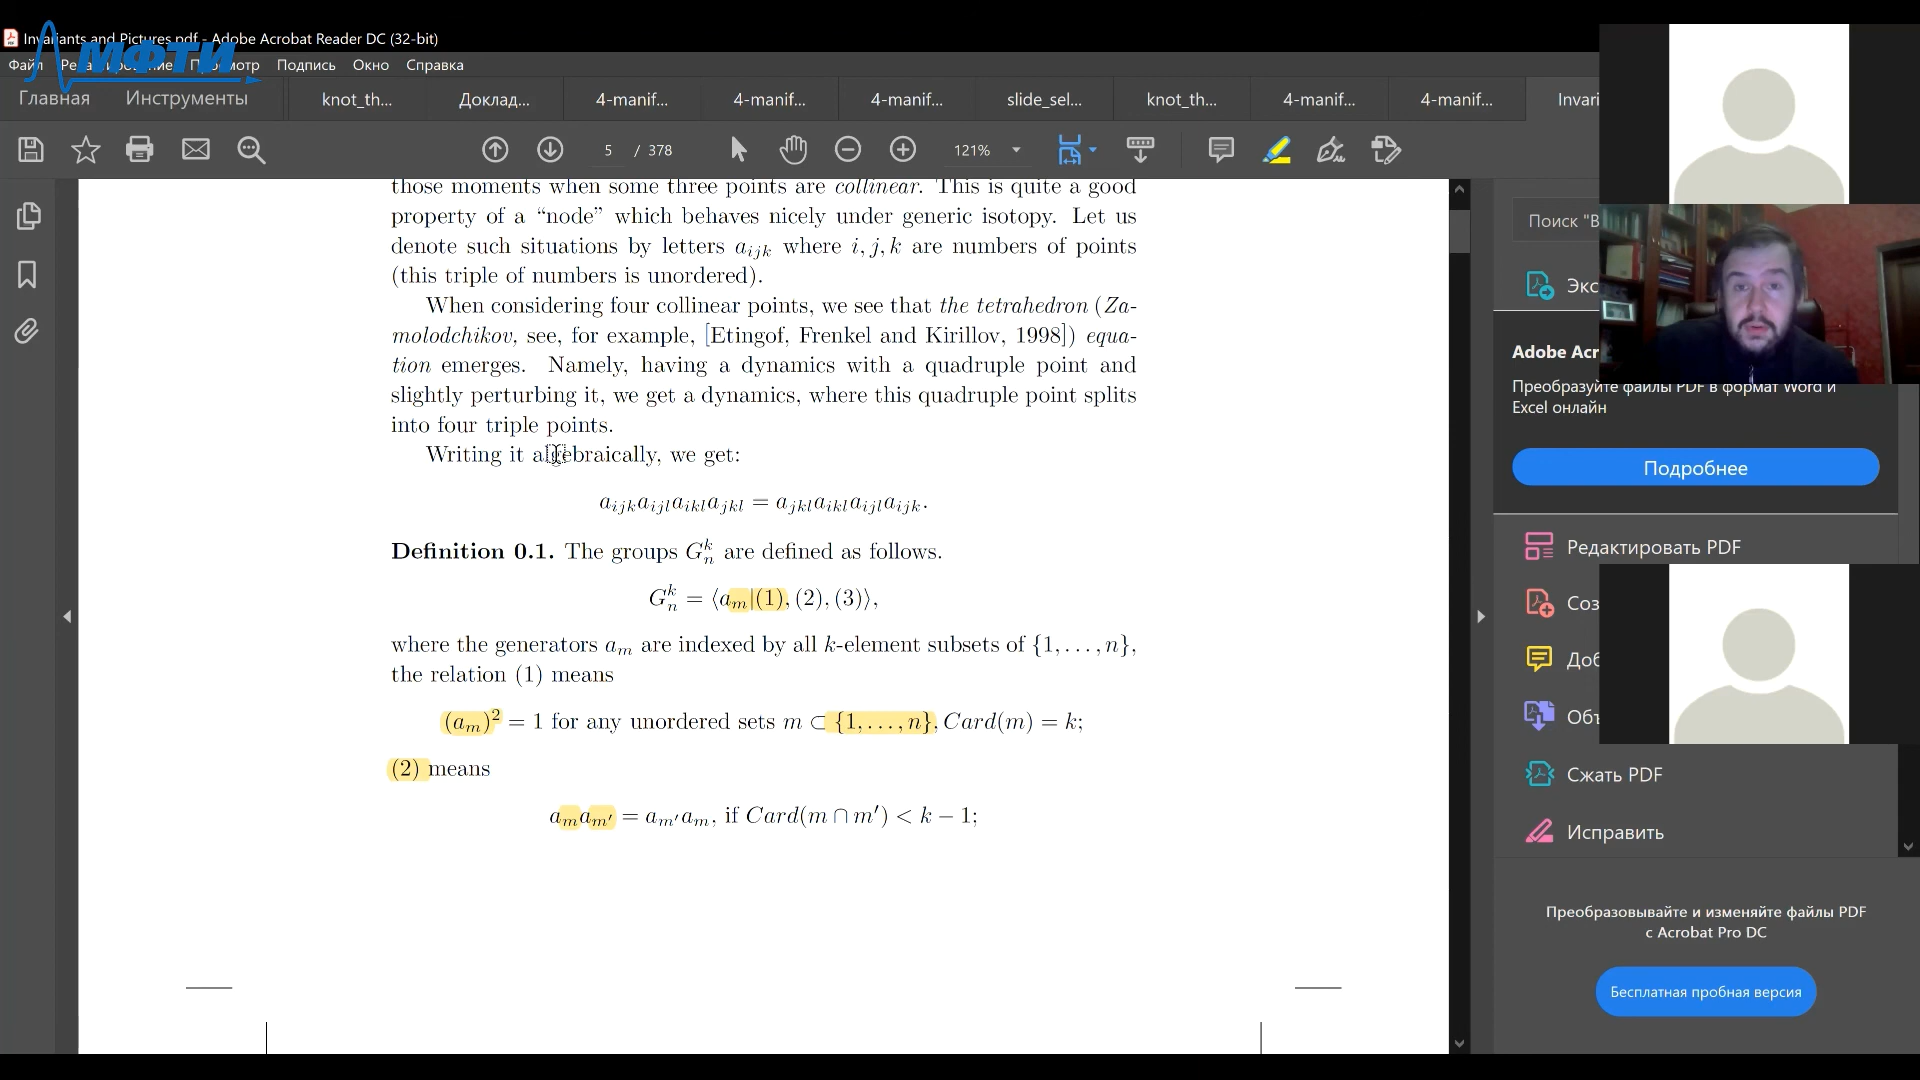 Invariants and Pictures.pdf - Adobe Acrobat Reader DC (32-bit)
МФТИ
Файл Редактирование Просмотр Подпись Окно Справка
Главная Инструменты knot_th... Доклад... 4-manif... 4-manif... 4-manif... slide_sel... knot_th... 4-manif... 4-manif... Invari
5 / 378 121%
those moments when some three points are collinear. This is quite a good
property of a “node” which behaves nicely under generic isotopy. Let us
denote such situations by letters a_{ijk} where i, j, k are numbers of points
(this triple of numbers is unordered).
When considering four collinear points, we see that the tetrahedron (Za-
molodchikov, see, for example, [Etingof, Frenkel and Kirillov, 1998]) equa-
tion emerges. Namely, having a dynamics with a quadruple point and
slightly perturbing it, we get a dynamics, where this quadruple point splits
into four triple points.
Writing it algebraically, we get:
a_{ijk}a_{ijl}a_{ikl}a_{jkl} = a_{jkl}a_{ikl}a_{ijl}a_{ijk}.
Definition 0.1. The groups G_n^k are defined as follows.
G_n^k = ⟨a_m|(1), (2), (3)⟩,
where the generators a_m are indexed by all k-element subsets of {1, . . . , n},
the relation (1) means
(a_m)^2 = 1 for any unordered sets m ⊂ {1, . . . , n}, Card(m) = k;
(2) means
a_m a_{m′} = a_{m′} a_m, if Card(m ∩ m′) < k − 1;
Поиск "В
Экс
Adobe Acr
Преобразуйте файлы PDF в формат Word и
Excel онлайн
Подробнее
Редактировать PDF
Соз
Доб
Объ
Сжать PDF
Исправить
Преобразовывайте и изменяйте файлы PDF
с Acrobat Pro DC
Бесплатная пробная версия